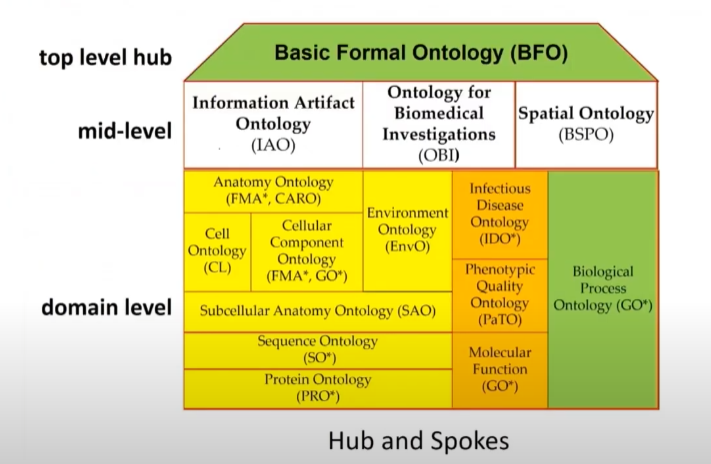 top level hub
Basic Formal Ontology (BFO)
mid-level
Information Artifact
Ontology
(IAO)
Ontology for
Biomedical
Investigations
(OBI)
Spatial Ontology
(BSPO)
domain level
Anatomy Ontology
(FMA*, CARO)
Cell
Ontology
(CL)
Cellular
Component
Ontology
(FMA*, GO*)
Environment
Ontology
(EnvO)
Subcellular Anatomy Ontology (SAO)
Sequence Ontology
(SO*)
Protein Ontology
(PRO*)
Infectious
Disease
Ontology
(IDO*)
Phenotypic
Quality
Ontology
(PaTO)
Molecular
Function
(GO*)
Biological
Process
Ontology (GO*)
Hub and Spokes